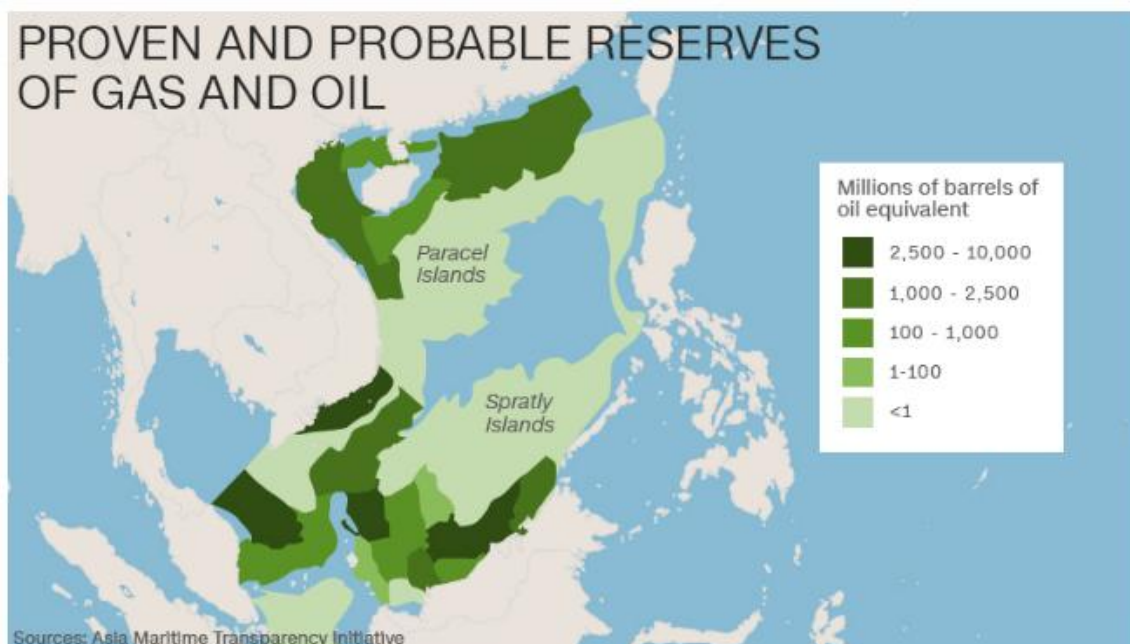 PROVEN AND PROBABLE RESERVES
OF GAS AND OIL
Millions of barrels of
oil equivalent
2,500 - 10,000
1,000 - 2,500
100 - 1,000
1-100
<1
Paracel
Islands
Spratly
Islands
Sources: Asia Maritime Transparency Initiative